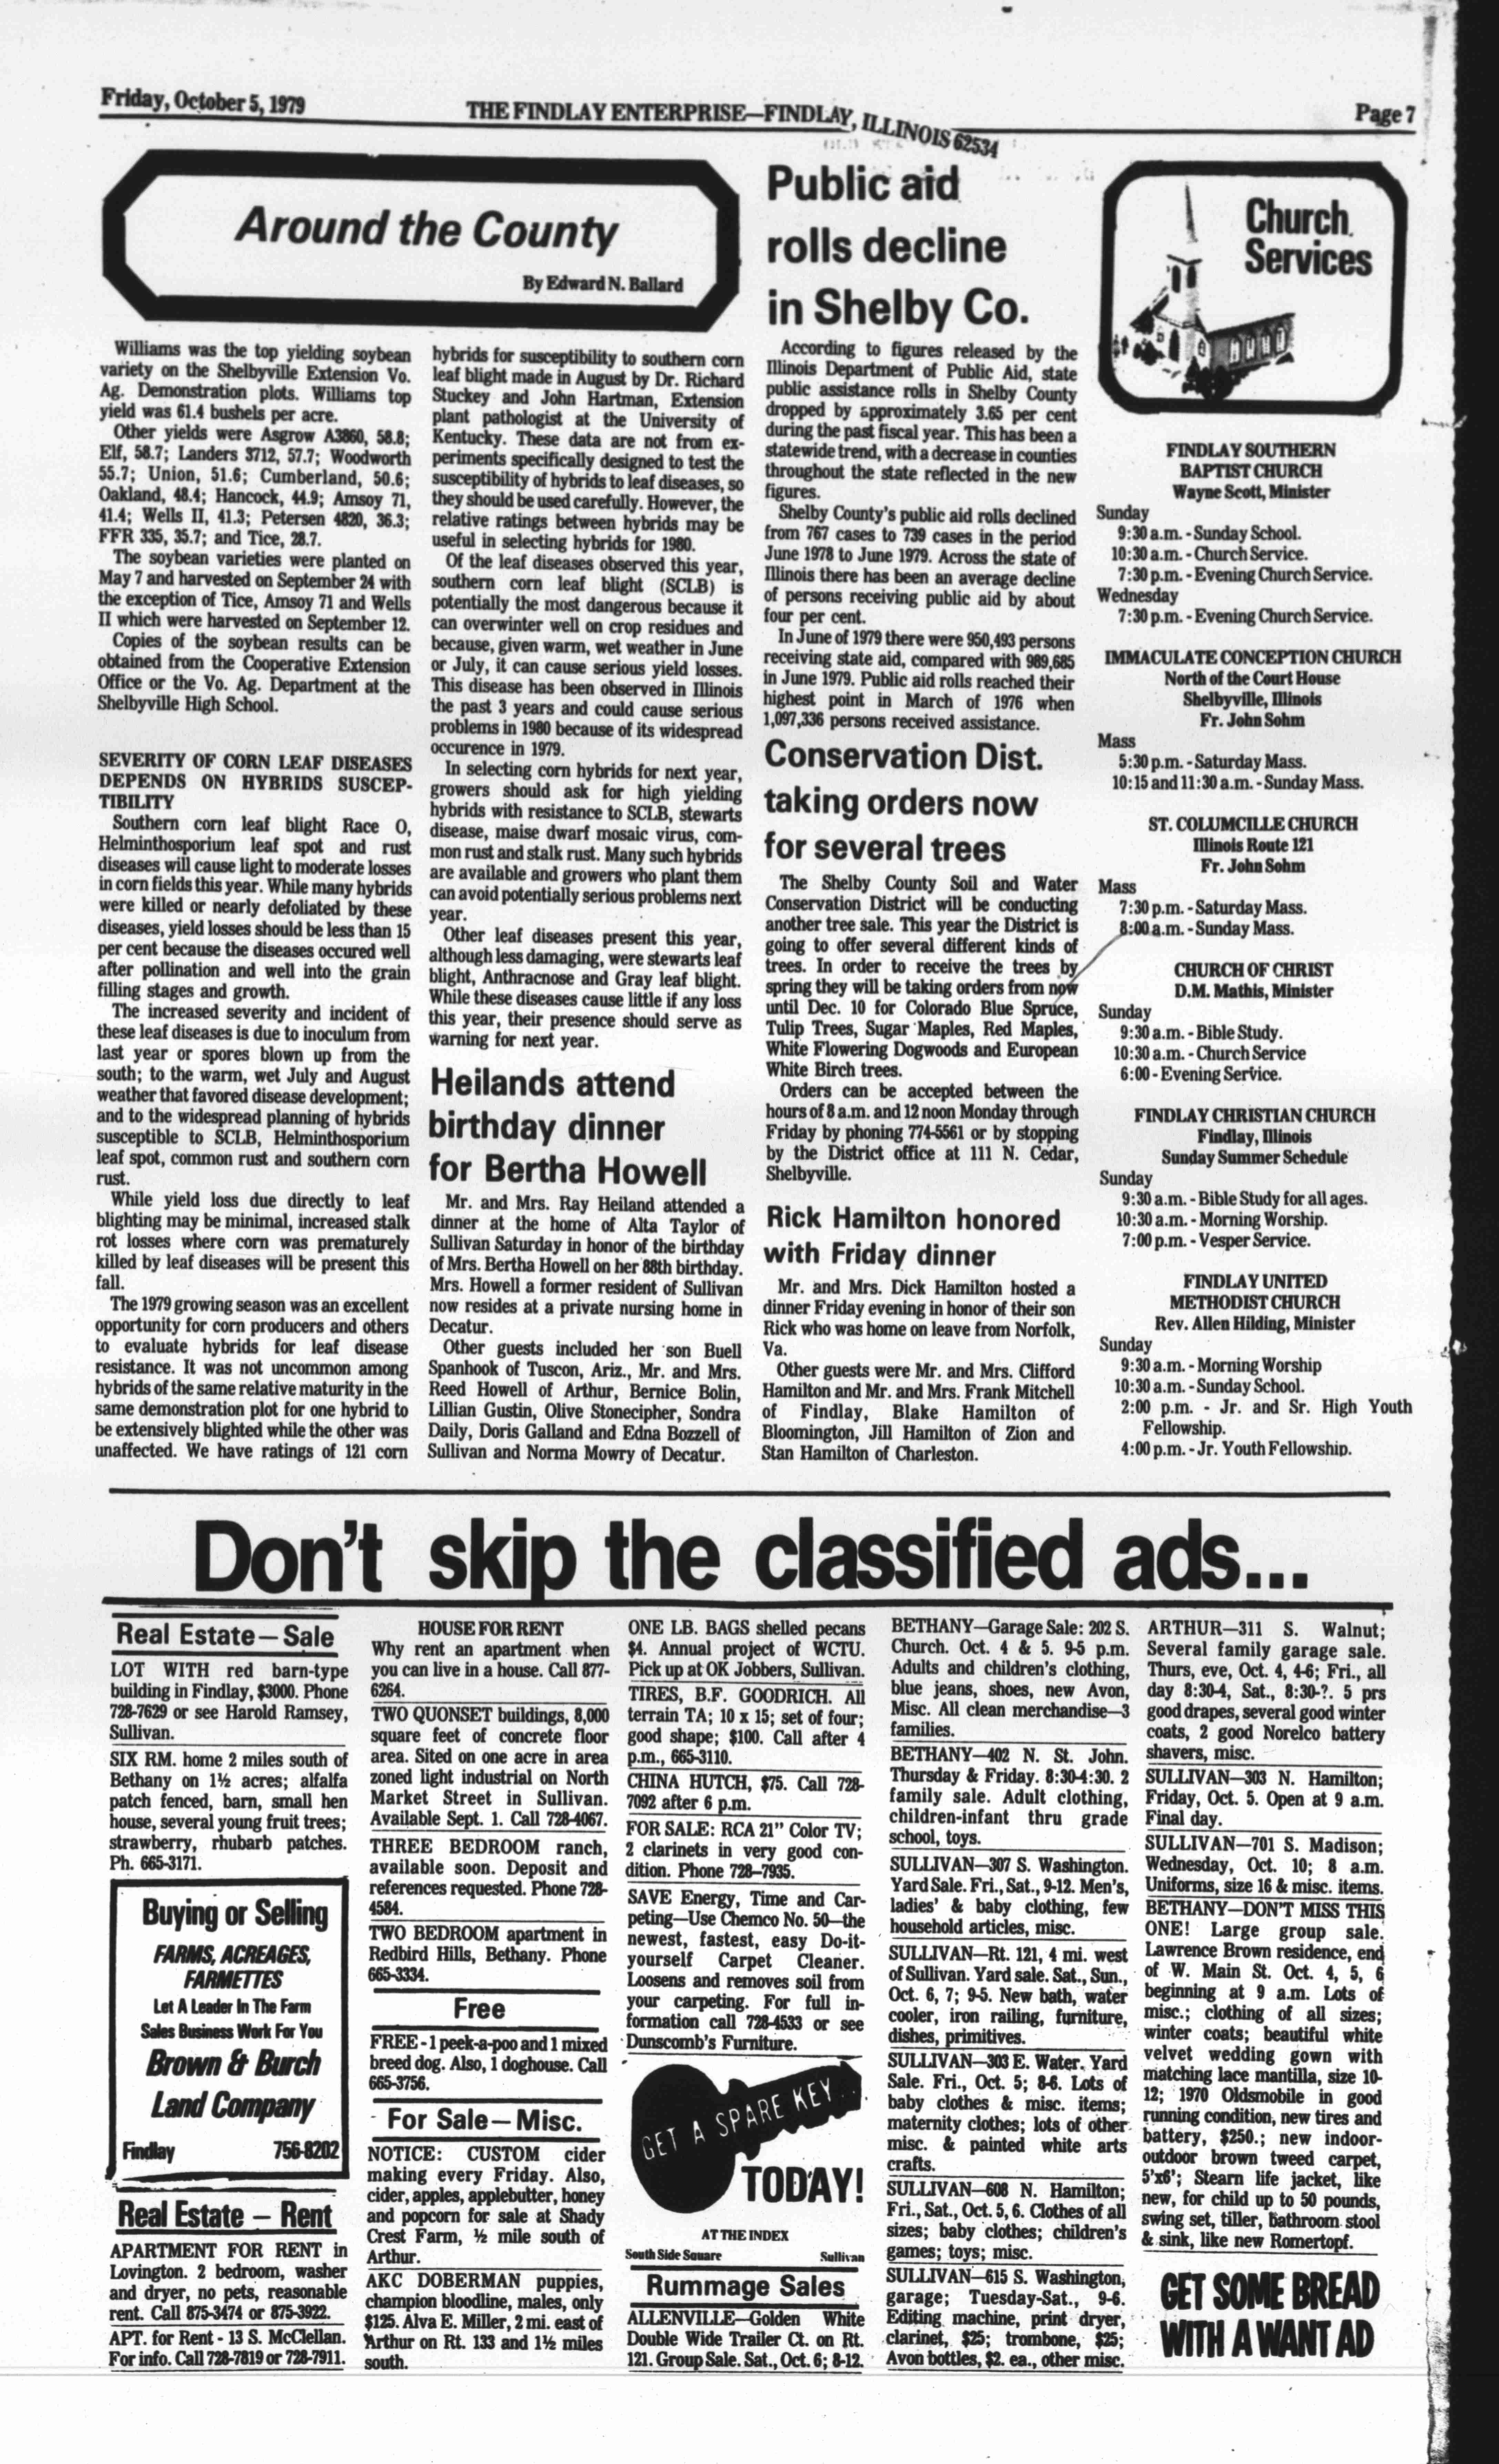 Friday, October 5, 1979
THE FINDLAY ENTERPRISE—FINDLAY, ILLINOIS 62534
Page 7
Around the County
By Edward N. Ballard
Williams was the top yielding soybean
variety on the Shelbyville Extension Vo.
Ag. Demonstration plots. Williams top
yield was 61.4 bushels per acre.
Other yields were Asgrow A3860, 58.8;
Elf, 58.7; Landers 3712, 57.7; Woodworth
55.7; Union, 51.6; Cumberland, 50.6;
Oakland, 48.4; Hancock, 44.9; Amsoy 71,
41.4; Wells II, 41.3; Petersen 4820, 36.3;
FFR 335, 35.7; and Tice, 28.7.
The soybean varieties were planted on
May 7 and harvested on September 24 with
the exception of Tice, Amsoy 71 and Wells
II which were harvested on September 12.
Copies of the soybean results can be
obtained from the Cooperative Extension
Office or the Vo. Ag. Department at the
Shelbyville High School.
SEVERITY OF CORN LEAF DISEASES
DEPENDS ON HYBRIDS SUSCEP-
TIBILITY
Southern corn leaf blight Race O,
Helminthosporium leaf spot and rust
diseases will cause light to moderate losses
in corn fields this year. While many hybrids
were killed or nearly defoliated by these
diseases, yield losses should be less than 15
per cent because the diseases occured well
after pollination and well into the grain
filling stages and growth.
The increased severity and incident of
these leaf diseases is due to inoculum from
last year or spores blown up from the
south; to the warm, wet July and August
weather that favored disease development;
and to the widespread planning of hybrids
susceptible to SCLB, Helminthosporium
leaf spot, common rust and southern corn
rust.
While yield loss due directly to leaf
blighting may be minimal, increased stalk
rot losses where corn was prematurely
killed by leaf diseases will be present this
fall.
The 1979 growing season was an excellent
opportunity for corn producers and others
to evaluate hybrids for leaf disease
resistance. It was not uncommon among
hybrids of the same relative maturity in the
same demonstration plot for one hybrid to
be extensively blighted while the other was
unaffected. We have ratings of 121 corn
hybrids for susceptibility to southern corn
leaf blight made in August by Dr. Richard
Stuckey and John Hartman, Extension
plant pathologist at the University of
Kentucky. These data are not from ex-
periments specifically designed to test the
susceptibility of hybrids to leaf diseases, so
they should be used carefully. However, the
relative ratings between hybrids may be
useful in selecting hybrids for 1980.
Of the leaf diseases observed this year,
southern corn leaf blight (SCLB) is
potentially the most dangerous because it
can overwinter well on crop residues and
because, given warm, wet weather in June
or July, it can cause serious yield losses.
This disease has been observed in Illinois
the past 3 years and could cause serious
problems in 1980 because of its widespread
occurence in 1979.
In selecting corn hybrids for next year,
growers should ask for high yielding
hybrids with resistance to SCLB, stewarts
disease, maise dwarf mosaic virus, com-
mon rust and stalk rust. Many such hybrids
are available and growers who plant them
can avoid potentially serious problems next
year.
Other leaf diseases present this year,
although less damaging, were stewarts leaf
blight, Anthracnose and Gray leaf blight.
While these diseases cause little if any loss
this year, their presence should serve as
warning for next year.
Heilands attend
birthday dinner
for Bertha Howell
Mr. and Mrs. Ray Heiland attended a
dinner at the home of Alta Taylor of
Sullivan Saturday in honor of the birthday
of Mrs. Bertha Howell on her 88th birthday.
Mrs. Howell a former resident of Sullivan
now resides at a private nursing home in
Decatur.
Other guests included her son Buell
Spanhook of Tuscon, Ariz., Mr. and Mrs.
Reed Howell of Arthur, Bernice Bolin,
Lillian Gustin, Olive Stonecipher, Sondra
Daily, Doris Galland and Edna Bozzell of
Sullivan and Norma Mowry of Decatur.
Public aid
rolls decline
in Shelby Co.
According to figures released by the
Illinois Department of Public Aid, state
public assistance rolls in Shelby County
dropped by approximately 3.65 per cent
during the past fiscal year. This has been a
statewide trend, with a decrease in counties
throughout the state reflected in the new
figures.
Shelby County's public aid rolls declined
from 767 cases to 739 cases in the period
June 1978 to June 1979. Across the state of
Illinois there has been an average decline
of persons receiving public aid by about
four per cent.
In June of 1979 there were 950,493 persons
receiving state aid, compared with 989,685
in June 1979. Public aid rolls reached their
highest point in March of 1976 when
1,097,336 persons received assistance.
Conservation Dist.
taking orders now
for several trees
The Shelby County Soil and Water
Conservation District will be conducting
another tree sale. This year the District is
going to offer several different kinds of
trees. In order to receive the trees by
spring they will be taking orders from now
until Dec. 10 for Colorado Blue Spruce,
Tulip Trees, Sugar Maples, Red Maples,
White Flowering Dogwoods and European
White Birch trees.
Orders can be accepted between the
hours of 8 a.m. and 12 noon Monday through
Friday by phoning 774-5561 or by stopping
by the District office at 111 N. Cedar,
Shelbyville.
Rick Hamilton honored
with Friday dinner
Mr. and Mrs. Dick Hamilton hosted a
dinner Friday evening in honor of their son
Rick who was home on leave from Norfolk,
Va.
Other guests were Mr. and Mrs. Clifford
Hamilton and Mr. and Mrs. Frank Mitchell
of Findlay, Blake Hamilton of
Bloomington, Jill Hamilton of Zion and
Stan Hamilton of Charleston.
Church
Services
FINDLAY SOUTHERN
BAPTIST CHURCH
Wayne Scott, Minister
Sunday
9:30 a.m. - Sunday School.
10:30 a.m. - Church Service.
7:30 p.m. - Evening Church Service.
Wednesday
7:30 p.m. - Evening Church Service.
IMMACULATE CONCEPTION CHURCH
North of the Court House
Shelbyville, Illinois
Fr. John Sohm
Mass
5:30 p.m. - Saturday Mass.
10:15 and 11:30 a.m. - Sunday Mass.
ST. COLUMCILLE CHURCH
Illinois Route 121
Fr. John Sohm
Mass
7:30 p.m. - Saturday Mass.
8:00 a.m. - Sunday Mass.
CHURCH OF CHRIST
D.M. Mathis, Minister
Sunday
9:30 a.m. - Bible Study.
10:30 a.m. - Church Service
6:00 - Evening Service.
FINDLAY CHRISTIAN CHURCH
Findlay, Illinois
Sunday Summer Schedule
Sunday
9:30 a.m. - Bible Study for all ages.
10:30 a.m. - Morning Worship.
7:00 p.m. - Vesper Service.
FINDLAY UNITED
METHODIST CHURCH
Rev. Allen Hilding, Minister
Sunday
9:30 a.m. - Morning Worship
10:30 a.m. - Sunday School.
2:00 p.m. - Jr. and Sr. High Youth
Fellowship.
4:00 p.m. - Jr. Youth Fellowship.
Don't skip the classified ads...
Real Estate—Sale
LOT WITH red barn-type
building in Findlay, $3000. Phone
728-7629 or see Harold Ramsey,
Sullivan.
SIX RM. home 2 miles south of
Bethany on 1½ acres; alfalfa
patch fenced, barn, small hen
house, several young fruit trees;
strawberry, rhubarb patches.
Ph. 665-3171.
Buying or Selling
FARMS, ACREAGES,
FARMETTES
Let A Leader In The Farm
Sales Business Work For You
Brown & Burch
Land Company
Findlay 756-8202
Real Estate — Rent
APARTMENT FOR RENT in
Lovington. 2 bedroom, washer
and dryer, no pets, reasonable
rent. Call 875-3474 or 875-3922.
APT. for Rent - 13 S. McClellan.
For info. Call 728-7819 or 728-7911.
HOUSE FOR RENT
Why rent an apartment when
you can live in a house. Call 877-
6264.
TWO QUONSET buildings, 8,000
square feet of concrete floor
area. Sited on one acre in area
zoned light industrial on North
Market Street in Sullivan.
Available Sept. 1. Call 728-4067.
THREE BEDROOM ranch,
available soon. Deposit and
references requested. Phone 728-
4584.
TWO BEDROOM apartment in
Redbird Hills, Bethany. Phone
665-3334.
Free
FREE - 1 peek-a-poo and 1 mixed
breed dog. Also, 1 doghouse. Call
665-3756.
For Sale—Misc.
NOTICE: CUSTOM cider
making every Friday. Also,
cider, apples, applebutter, honey
and popcorn for sale at Shady
Crest Farm, ½ mile south of
Arthur.
AKC DOBERMAN puppies,
champion bloodline, males, only
$125. Alva E. Miller, 2 mi. east of
Arthur on Rt. 133 and 1½ miles
south.
ONE LB. BAGS shelled pecans
$4. Annual project of WCTU.
Pick up at OK Jobbers, Sullivan.
TIRES, B.F. GOODRICH. All
terrain TA; 10 x 15; set of four;
good shape; $100. Call after 4
p.m., 665-3110.
CHINA HUTCH, $75. Call 728-
7092 after 6 p.m.
FOR SALE: RCA 21" Color TV;
2 clarinets in very good con-
dition. Phone 728-7935.
SAVE Energy, Time and Car-
peting—Use Chemco No. 50—the
newest, fastest, easy Do-it-
yourself Carpet Cleaner.
Loosens and removes soil from
your carpeting. For full in-
formation call 728-4533 or see
Dunscomb's Furniture.
GET A SPARE KEY...
TODAY!
AT THE INDEX
South Side Square Sullivan
Rummage Sales
ALLENVILLE—Golden White
Double Wide Trailer Ct. on Rt.
121. Group Sale. Sat., Oct. 6; 8-12.
BETHANY—Garage Sale: 202 S.
Church. Oct. 4 & 5. 9-5 p.m.
Adults and children's clothing,
blue jeans, shoes, new Avon,
Misc. All clean merchandise—3
families.
BETHANY—402 N. St. John.
Thursday & Friday. 8:30-4:30. 2
family sale. Adult clothing,
children-infant thru grade
school, toys.
SULLIVAN—307 S. Washington.
Yard Sale. Fri., Sat., 9-12. Men's,
ladies' & baby clothing, few
household articles, misc.
SULLIVAN—Rt. 121, 4 mi. west
of Sullivan. Yard sale. Sat., Sun.,
Oct. 6, 7; 9-5. New bath, water
cooler, iron railing, furniture,
dishes, primitives.
SULLIVAN—303 E. Water. Yard
Sale. Fri., Oct. 5; 8-6. Lots of
baby clothes & misc. items;
maternity clothes; lots of other
misc. & painted white arts
crafts.
SULLIVAN—608 N. Hamilton;
Fri., Sat., Oct. 5, 6. Clothes of all
sizes; baby clothes; children's
games; toys; misc.
SULLIVAN—615 S. Washington,
garage; Tuesday-Sat., 9-6.
Editing machine, print dryer,
clarinet, $25; trombone, $25;
Avon bottles, $2. ea., other misc.
ARTHUR—311 S. Walnut;
Several family garage sale.
Thurs, eve, Oct. 4, 4-6; Fri., all
day 8:30-4, Sat., 8:30-?. 5 prs
good drapes, several good winter
coats, 2 good Norelco battery
shavers, misc.
SULLIVAN—303 N. Hamilton;
Friday, Oct. 5. Open at 9 a.m.
Final day.
SULLIVAN—701 S. Madison;
Wednesday, Oct. 10; 8 a.m.
Uniforms, size 16 & misc. items.
BETHANY—DON'T MISS THIS
ONE! Large group sale.
Lawrence Brown residence, end
of W. Main St. Oct. 4, 5, 6
beginning at 9 a.m. Lots of
misc.; clothing of all sizes;
winter coats; beautiful white
velvet wedding gown with
matching lace mantilla, size 10-
12; 1970 Oldsmobile in good
running condition, new tires and
battery, $250.; new indoor-
outdoor brown tweed carpet,
5'x6'; Stearn life jacket, like
new, for child up to 50 pounds,
swing set, tiller, bathroom stool
& sink, like new Romertopf.
GET SOME BREAD
WITH A WANT AD